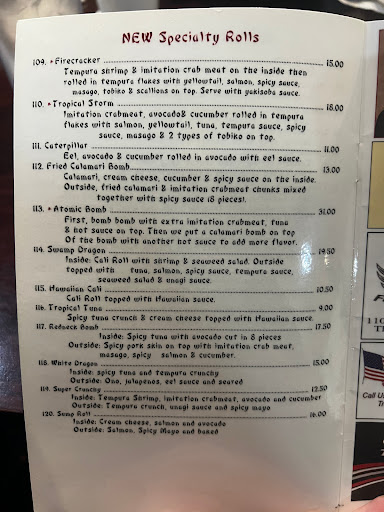 NEW Specialty Rolls
109. *Firecracker 15.00
Tempura shrimp & imitation crab meat on the inside then
rolled in tempura flakes with yellowtail, salmon, spicy sauce,
masago, tobiko & scallions on top. Serve with yakisoba sauce.
110. *Tropical Storm 18.00
Imitation crabmeat, avocado& cucumber rolled in tempura
flakes with salmon, yellowtail, tuna, tempura sauce, spicy
sauce, masago & 2 types of tobiko on top.
111. Caterpillar 11.00
Eel, avocado & cucumber rolled in avocado with eel sauce.
112. Fried Calamari Bomb 13.00
Calamari, cream cheese, cucumber & spicy sauce on the inside.
Outside, fried calamari & imitation crabmeat chunks mixed
together with spicy sauce (8 pieces).
113. *Atomic Bomb 31.00
First, bomb bomb with extra imitation crabmeat, tuna
& hot sauce on top. Then we put a calamari bomb on top
Of the bomb with another hot sauce to add more flavor.
114. Swamp Dragon 19.50
Inside: Cali Roll with shrimp & seaweed salad. Outside
topped with tuna, salmon, spicy sauce, tempura sauce,
seaweed salad & unagi sauce.
115. Hawaiian Cali 10.50
Cali Roll topped with Hawaiian sauce.
116. Tropical Tuna 9.00
Spicy tuna crunch & cream cheese topped with Hawaiian sauce.
117. Redneck Bomb 17.50
Inside: Spicy tuna with avocado cut in 8 pieces
Outside: Spicy pork skin on top with imitation crab meat,
masago, spicy salmon & cucumber.
118. White Dragon 15.00
Inside: spicy tuna and tempura crunchy
Outside: Ono, jalapenos, eel sauce and seared
119. Super Crunchy 12.50
Inside: Tempura Shrimp, imitation crabmeat, avocado and cucumber
Outside: Tempura crunch, unagi sauce and spicy mayo
120. Sump Roll 16.00
Inside: Cream cheese, salmon and avocado
Outside: Salmon, Spicy Mayo and baked
A
110
T
Call U
Tr